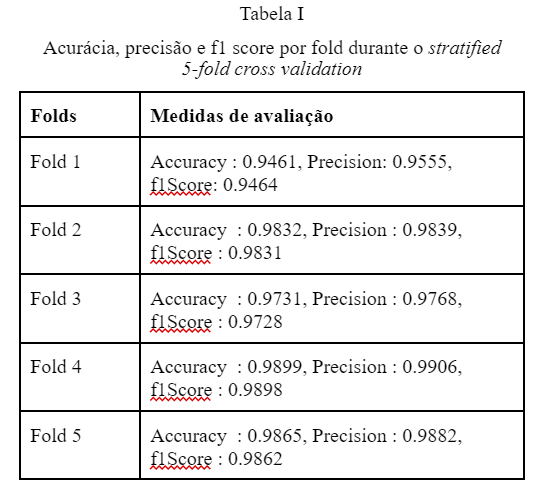 Tabela I
Acurácia, precisão e f1 score por fold durante o stratified
5-fold cross validation
Folds
Medidas de avaliação
Fold 1
Accuracy : 0.9461, Precision: 0.9555,
f1Score: 0.9464
Fold 2
Accuracy : 0.9832, Precision : 0.9839,
f1Score : 0.9831
Fold 3
Accuracy : 0.9731, Precision : 0.9768,
f1Score : 0.9728
Fold 4
Accuracy : 0.9899, Precision : 0.9906,
f1Score : 0.9898
Fold 5
Accuracy : 0.9865, Precision : 0.9882,
f1Score : 0.9862